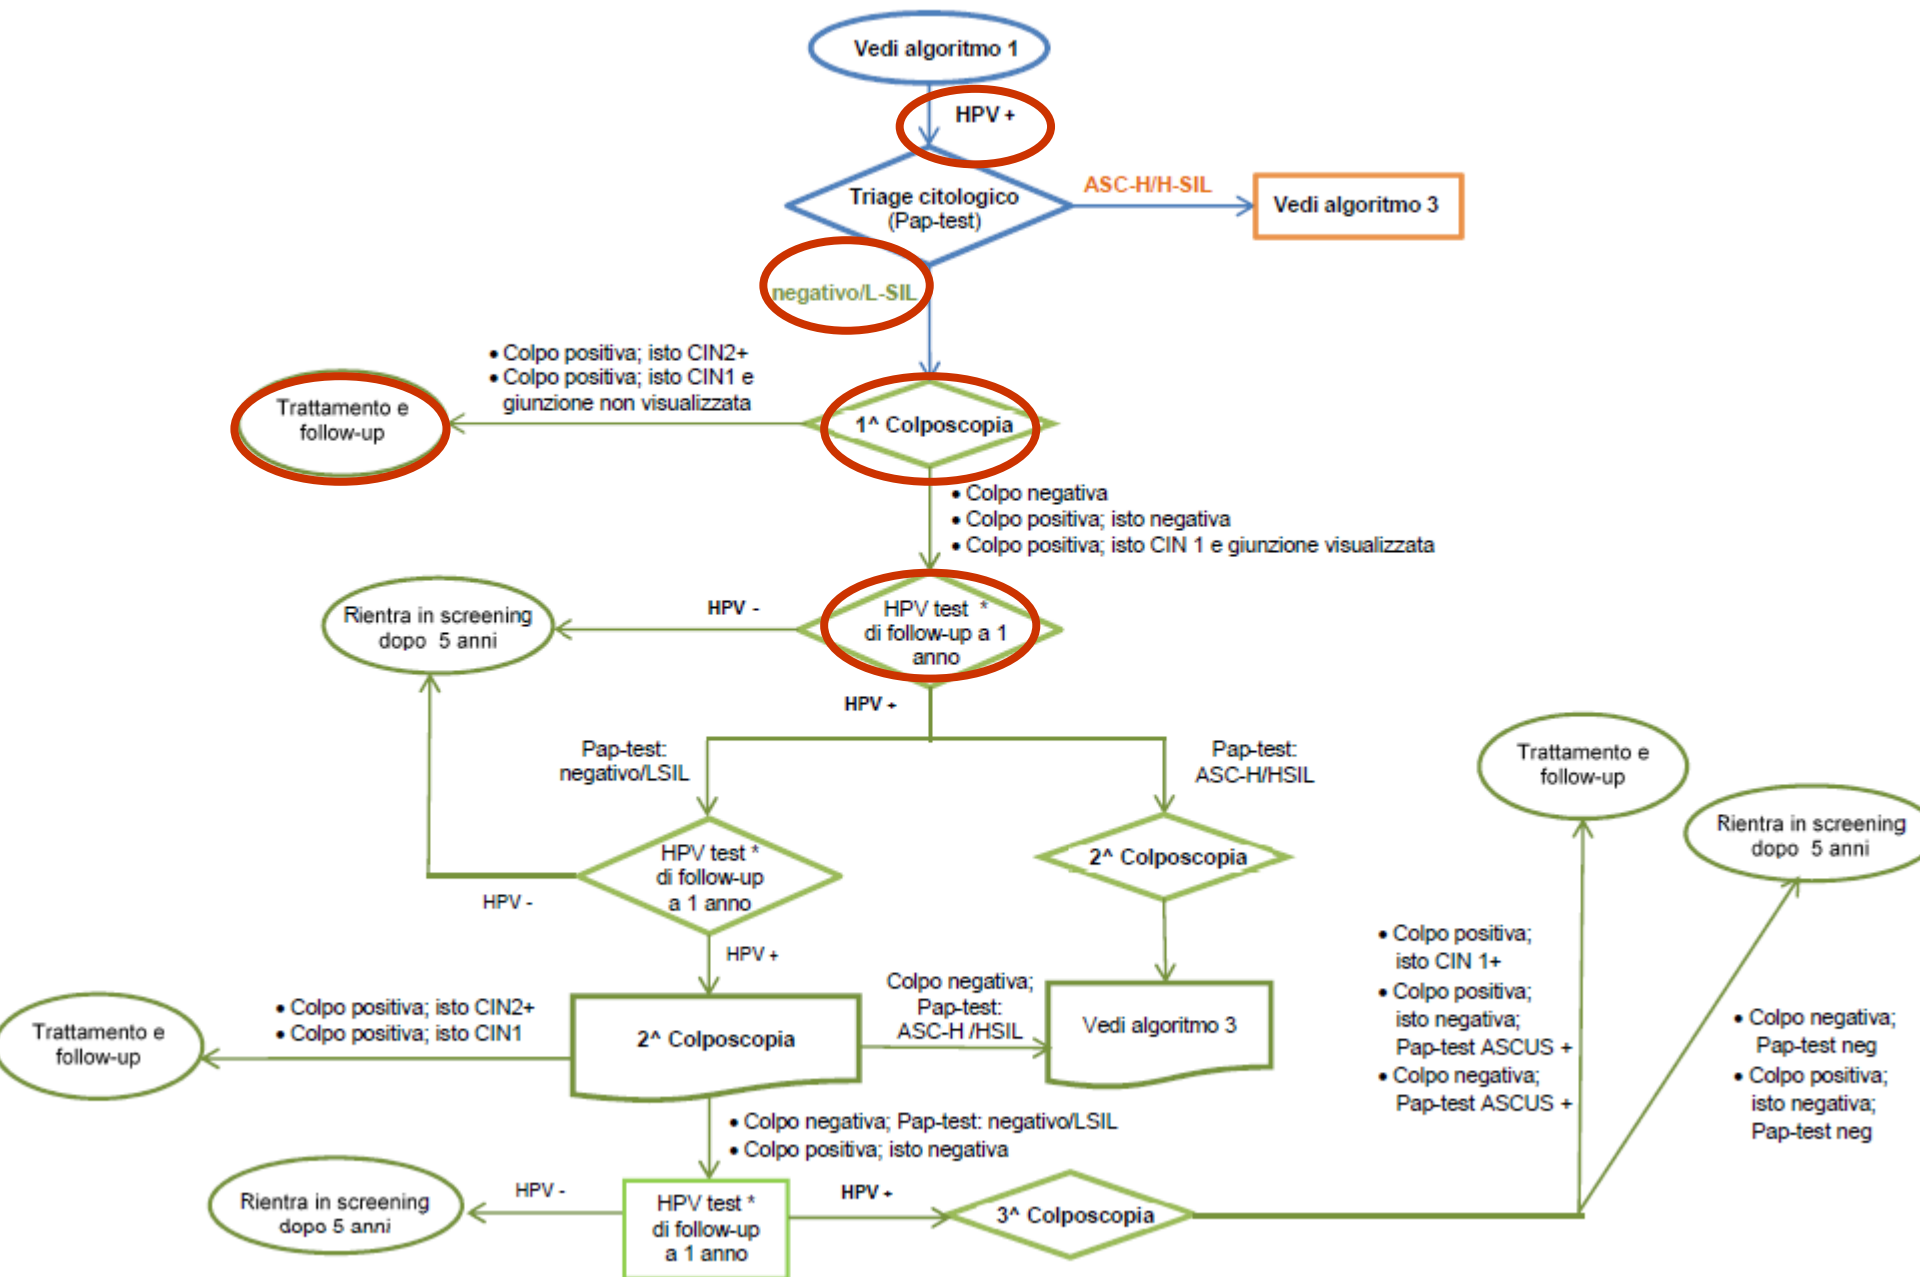 Vedi algoritmo 1
HPV +
Triage citologico
(Pap-test)
ASC-H/H-SIL
Vedi algoritmo 3
negativo/L-SIL
• Colpo positiva; isto CIN2+
• Colpo positiva; isto CIN1 e
giunzione non visualizzata
Trattamento e
follow-up
1^ Colposcopia
• Colpo negativa
• Colpo positiva; isto negativa
• Colpo positiva; isto CIN 1 e giunzione visualizzata
Rientra in screening
dopo 5 anni
HPV -
HPV test *
di follow-up a 1
anno
HPV +
Pap-test:
negativo/LSIL
Pap-test:
ASC-H/HSIL
Trattamento e
follow-up
Rientra in screening
dopo 5 anni
HPV test *
di follow-up
a 1 anno
2^ Colposcopia
HPV -
HPV +
• Colpo positiva;
isto CIN 1+
• Colpo positiva;
isto negativa;
Pap-test ASCUS +
• Colpo negativa;
Pap-test ASCUS +
• Colpo negativa;
Pap-test neg
• Colpo positiva;
isto negativa;
Pap-test neg
Trattamento e
follow-up
• Colpo positiva; isto CIN2+
• Colpo positiva; isto CIN1
2^ Colposcopia
Colpo negativa;
Pap-test:
ASC-H /HSIL
Vedi algoritmo 3
• Colpo negativa; Pap-test: negativo/LSIL
• Colpo positiva; isto negativa
Rientra in screening
dopo 5 anni
HPV -
HPV test *
di follow-up
a 1 anno
HPV +
3^ Colposcopia